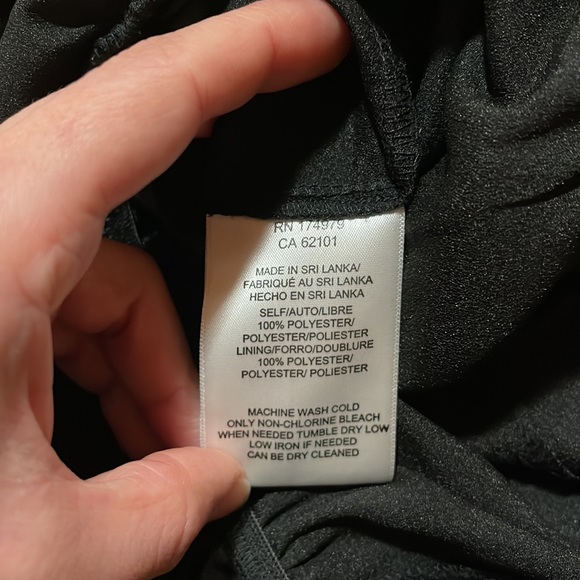 RN 174979
CA 62101
MADE IN SRI LANKA/
FABRIQUÉ AU SRI LANKA
HECHO EN SRI LANKA
SELF/AUTO/LIBRE
100% POLYESTER/
POLYESTER/POLIESTER
LINING/FORRO/DOUBLURE
100% POLYESTER/
POLYESTER/ POLIESTER
MACHINE WASH COLD
ONLY NON-CHLORINE BLEACH
WHEN NEEDED TUMBLE DRY LOW
LOW IRON IF NEEDED
CAN BE DRY CLEANED